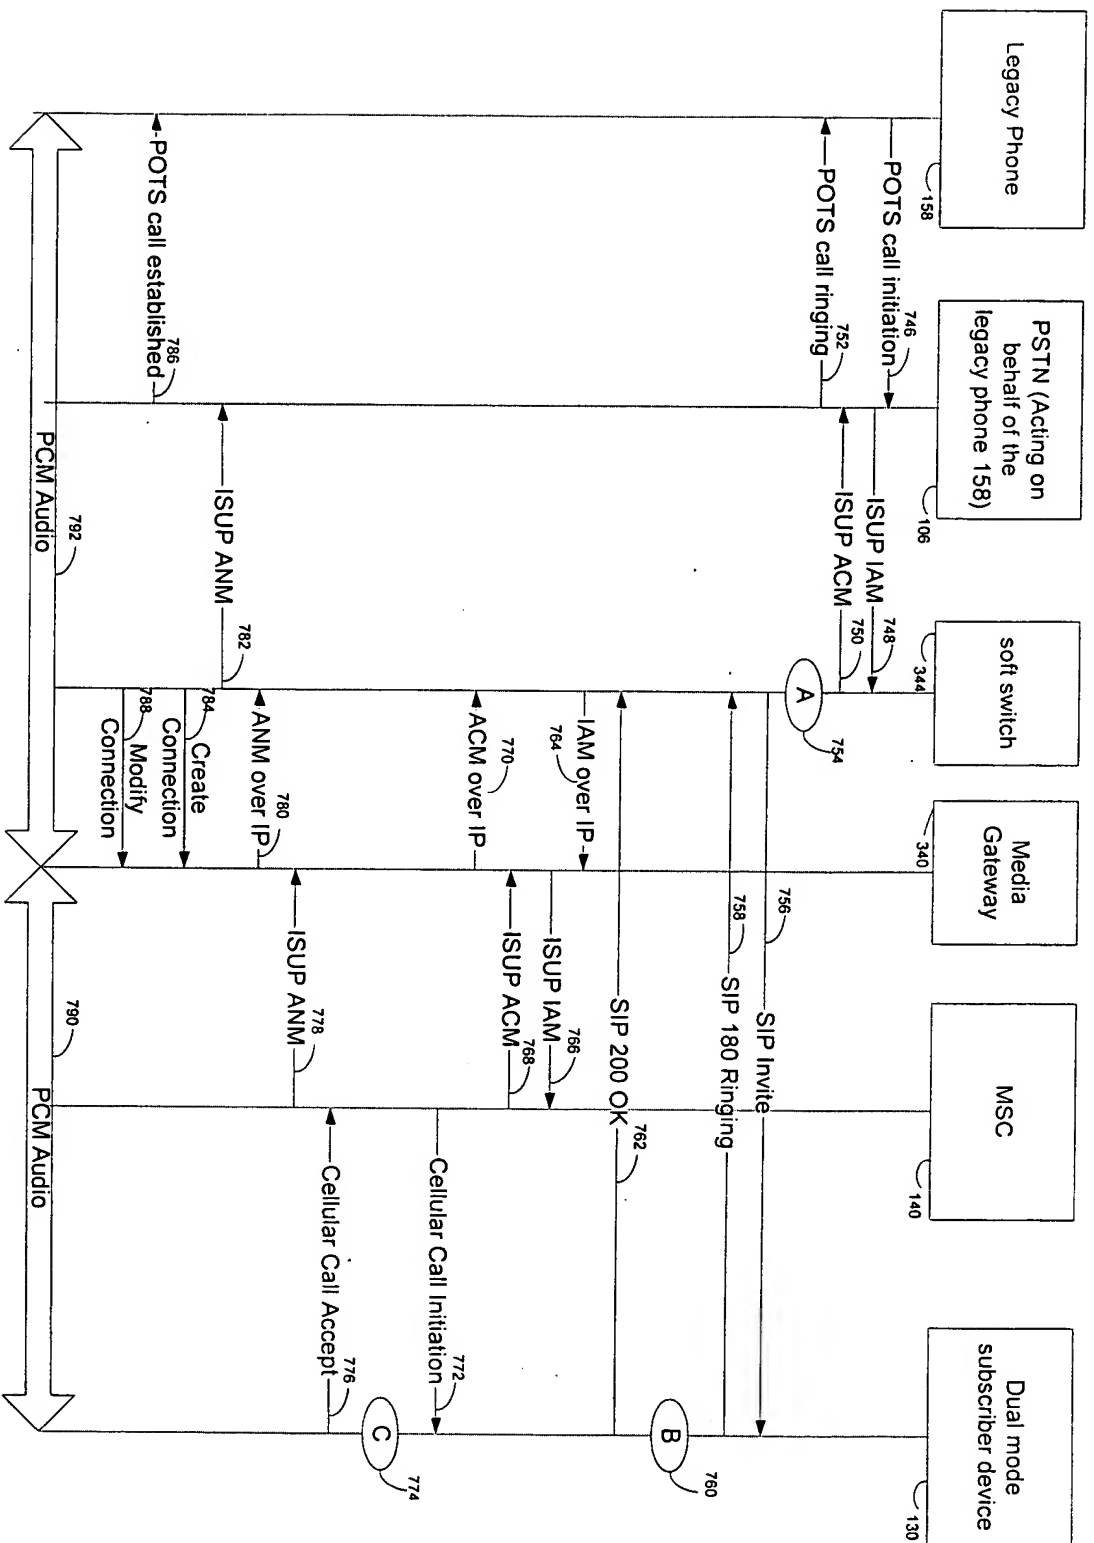 Legacy Phone
158
PSTN (Acting on
behalf of the
legacy phone 158)
106
soft switch
344
Media
Gateway
340
MSC
140
Dual mode
subscriber device
130
POTS call initiation
746
ISUP IAM
748
ISUP ACM
750
POTS call ringing
752
A
754
SIP Invite
756
SIP 180 Ringing
758
B
760
SIP 200 OK
762
IAM over IP
764
ISUP IAM
766
ISUP ACM
768
ACM over IP
770
Cellular Call Initiation
772
C
774
Cellular Call Accept
776
ISUP ANM
778
ANM over IP
780
ISUP ANM
782
784
Create
Connection
POTS call established
786
788
Modify
Connection
792
PCM Audio
790
PCM Audio